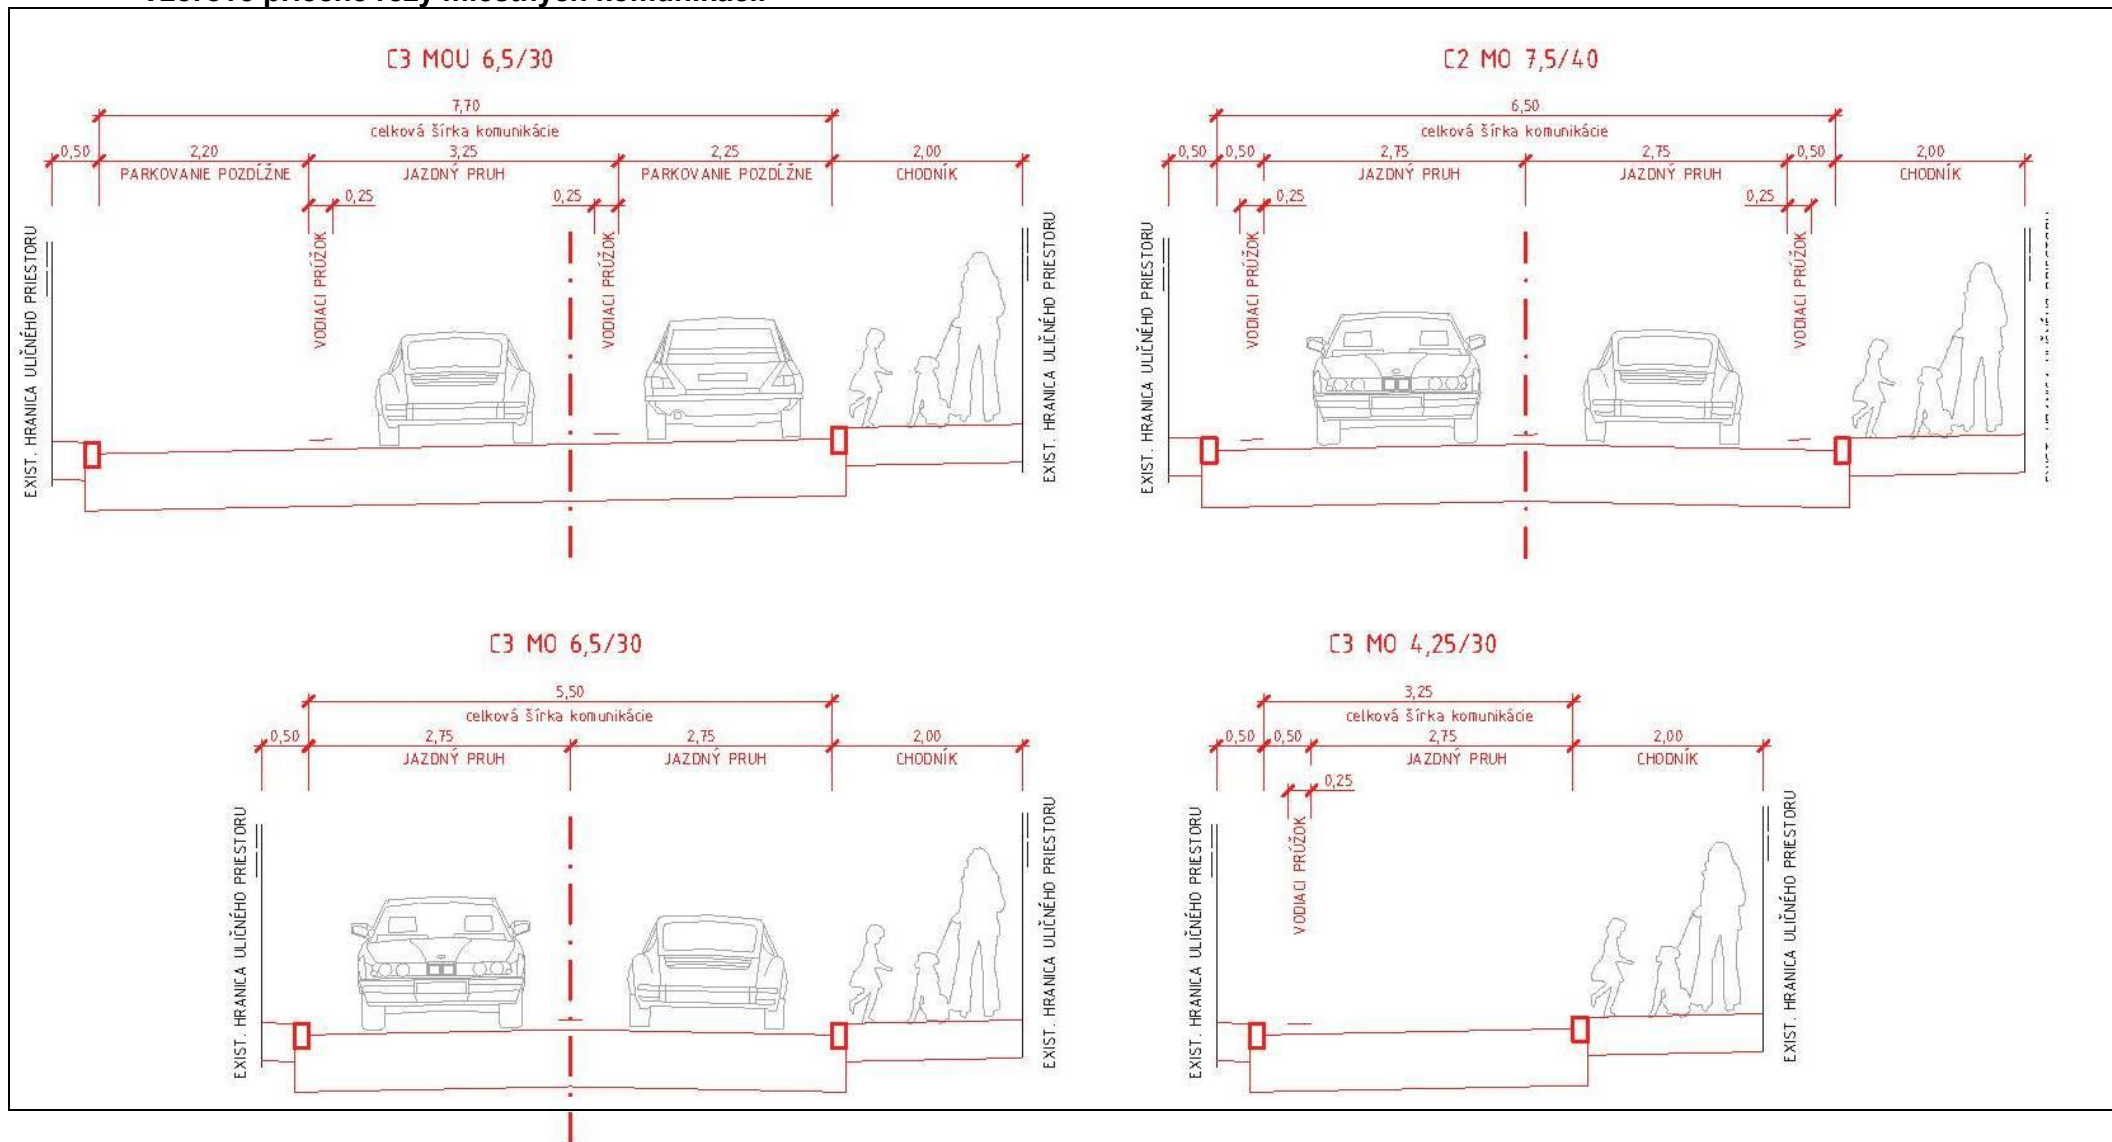 C3 MOU 6,5/30
7,70
celková šírka komunikácie
0,50 2,20 3,25 2,25 2,00
PARKOVANIE POZDĹŽNE JAZDNÝ PRUH PARKOVANIE POZDĹŽNE CHODNÍK
0,25 0,25
VODIACI PRÚŽOK
VODIACI PRÚŽOK
EXIST. HRANICA ULIČNÉHO PRIESTORU
EXIST. HRANICA ULIČNÉHO PRIESTORU
C2 MO 7,5/40
6,50
celková šírka komunikácie
0,50 0,50 2,75 2,75 0,50 2,00
JAZDNÝ PRUH JAZDNÝ PRUH CHODNÍK
0,25 0,25
VODIACI PRÚŽOK
VODIACI PRÚŽOK
EXIST. HRANICA ULIČNÉHO PRIESTORU
C3 MO 6,5/30
5,50
celková šírka komunikácie
0,50 2,75 2,75 2,00
JAZDNÝ PRUH JAZDNÝ PRUH CHODNÍK
EXIST. HRANICA ULIČNÉHO PRIESTORU
EXIST. HRANICA ULIČNÉHO PRIESTORU
C3 MO 4,25/30
3,25
celková šírka komunikácie
0,50 0,50 2,75 2,00
JAZDNÝ PRUH CHODNÍK
0,25
VODIACI PRÚŽOK
EXIST. HRANICA ULIČNÉHO PRIESTORU
EXIST. HRANICA ULIČNÉHO PRIESTORU